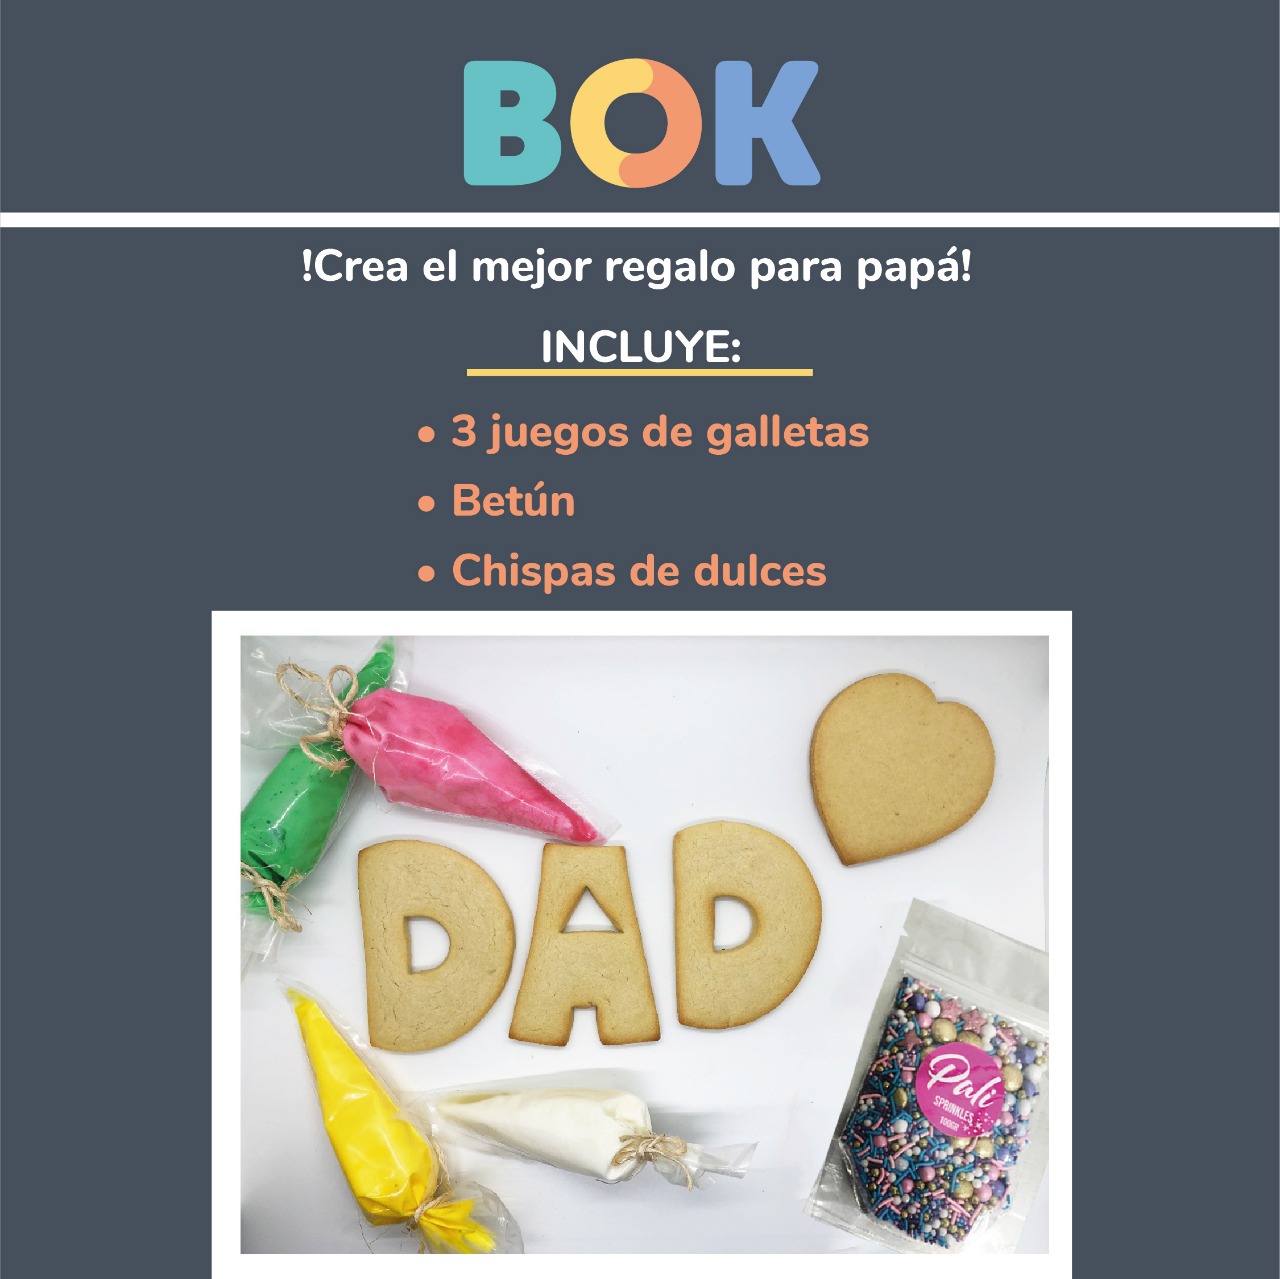 BOK
!Crea el mejor regalo para papá!
INCLUYE:
• 3 juegos de galletas
• Betún
• Chispas de dulces
DAD
Pali
SPRINKLES
100GR